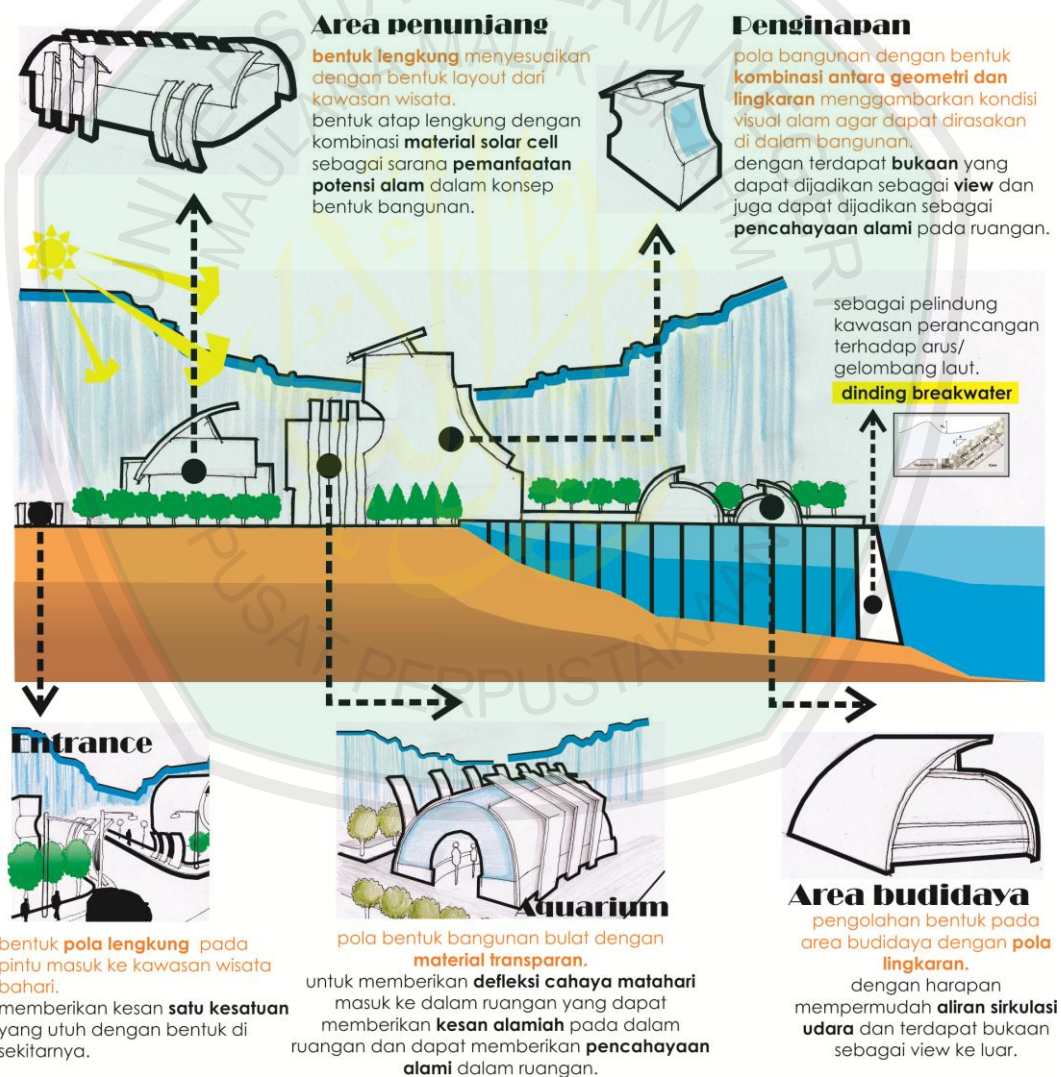 Area penunjang
bentuk lengkung menyesuaikan
dengan bentuk layout dari
kawasan wisata.
bentuk atap lengkung dengan
kombinasi material solar cell
sebagai sarana pemanfaatan
potensi alam dalam konsep
bentuk bangunan.
Penginapan
pola bangunan dengan bentuk
kombinasi antara geometri dan
lingkaran menggambarkan kondisi
visual alam agar dapat dirasakan
di dalam bangunan.
dengan terdapat bukaan yang
dapat dijadikan sebagai view dan
juga dapat dijadikan sebagai
pencahayaan alami pada ruangan.
sebagai pelindung
kawasan perancangan
terhadap arus/
gelombang laut.
dinding breakwater
Entrance
bentuk pola lengkung pada
pintu masuk ke kawasan wisata
bahari.
memberikan kesan satu kesatuan
yang utuh dengan bentuk di
sekitarnya.
Aquarium
pola bentuk bangunan bulat dengan
material transparan.
untuk memberikan defleksi cahaya matahari
masuk ke dalam ruangan yang dapat
memberikan kesan alamiah pada dalam
ruangan dan dapat memberikan pencahayaan
alami dalam ruangan.
Area budidaya
pengolahan bentuk pada
area budidaya dengan pola
lingkaran.
dengan harapan
mempermudah aliran sirkulasi
udara dan terdapat bukaan
sebagai view ke luar.
MAULANA MALIK
PUSAT PERPUSTAKAAN